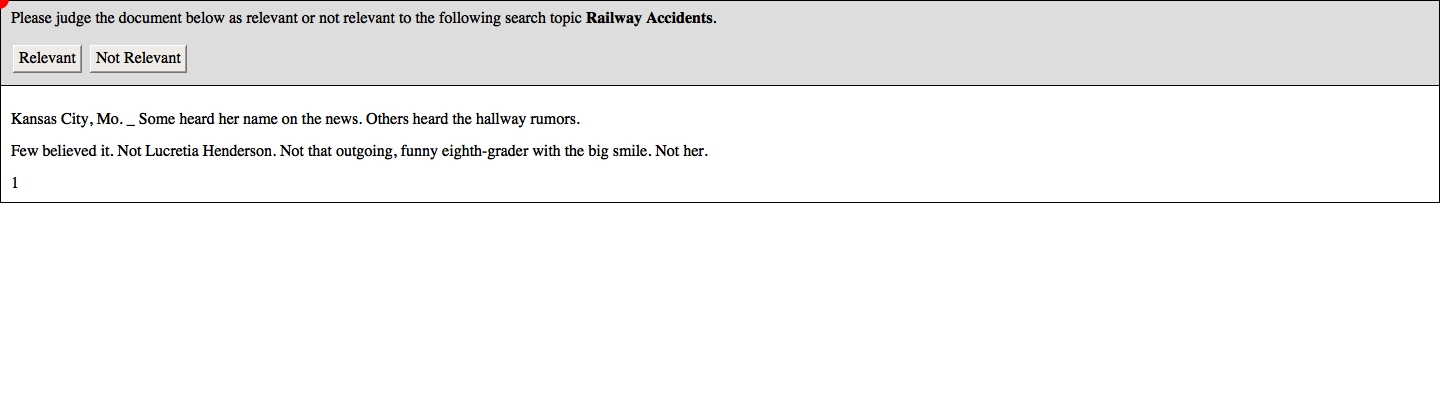 Please judge the document below as relevant or not relevant to the following search topic Railway Accidents.
Relevant Not Relevant
Kansas City, Mo. _ Some heard her name on the news. Others heard the hallway rumors.
Few believed it. Not Lucretia Henderson. Not that outgoing, funny eighth-grader with the big smile. Not her.
1